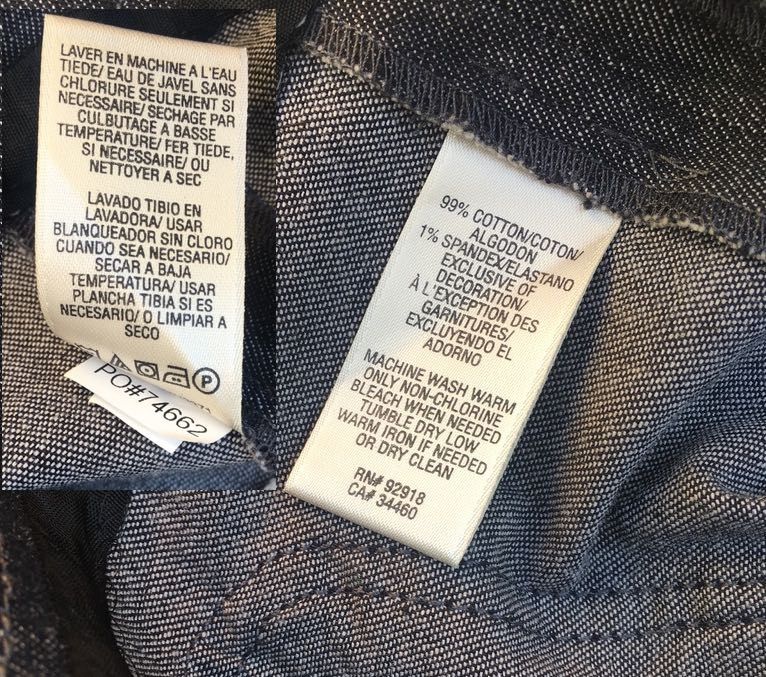 LAVER EN MACHINE A L'EAU
TIEDE/ EAU DE JAVEL SANS
CHLORURE SEULEMENT SI
NECESSAIRE/ SECHAGE PAR
CULBUTAGE A BASSE
TEMPERATURE/ FER TIEDE,
SI NECESSAIRE/ OU
NETTOYER A SEC
LAVADO TIBIO EN
LAVADORA/ USAR
BLANQUEADOR SIN CLORO
CUANDO SEA NECESARIO/
SECAR A BAJA
TEMPERATURA/ USAR
PLANCHA TIBIA SI ES
NECESARIO/ O LIMPIAR A
SECO
P
PO#74662
99% COTTON/COTON/
ALGODON
1% SPANDEX/ELASTANO
EXCLUSIVE OF
DECORATION/
À L'EXCEPTION DES
GARNITURES/
EXCLUYENDO EL
ADORNO
MACHINE WASH WARM
ONLY NON-CHLORINE
BLEACH WHEN NEEDED
TUMBLE DRY LOW
WARM IRON IF NEEDED
OR DRY CLEAN
RN# 92918
CA# 34460